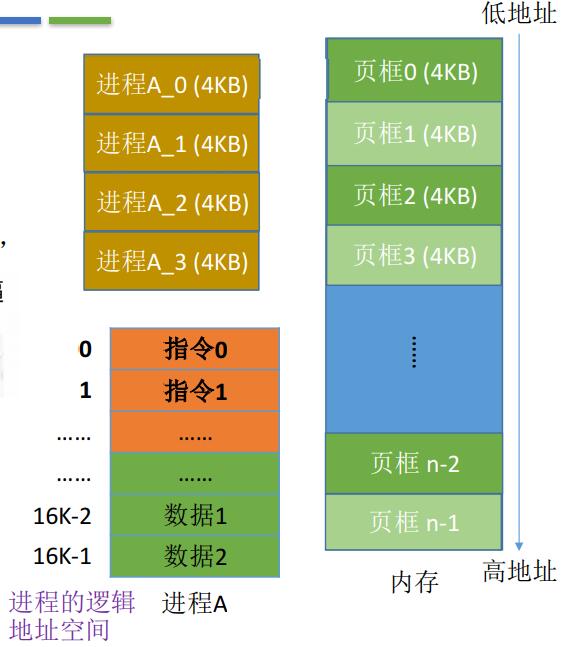 低地址
进程A_0 (4KB)
进程A_1 (4KB)
进程A_2 (4KB)
进程A_3 (4KB)
页框0 (4KB)
页框1 (4KB)
页框2 (4KB)
页框3 (4KB)
……
页框 n-2
页框 n-1
高地址
内存
,
0 指令0
1 指令1
…… ……
…… ……
16K-2 数据1
16K-1 数据2
进程的逻辑
地址空间
进程A